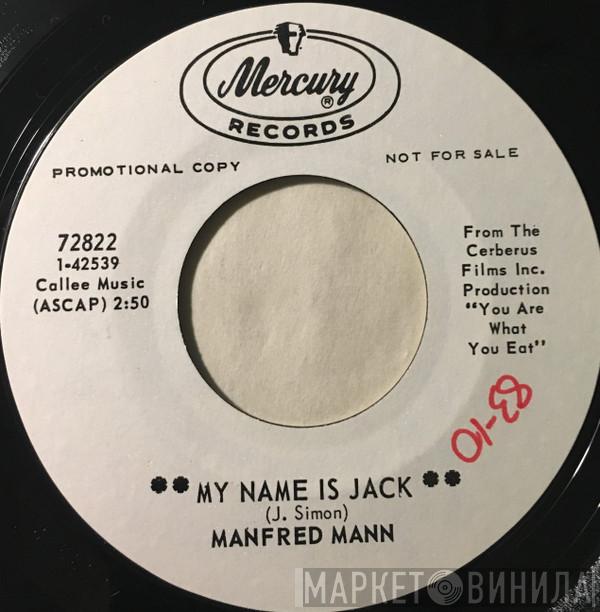 Mercury
®
RECORDS
PROMOTIONAL COPY
NOT FOR SALE
72822
1-42539
Callee Music
(ASCAP) 2:50
From The
Cerberus
Films Inc.
Production
"You Are
What
You Eat"
83-10
** MY NAME IS JACK **
(J. Simon)
MANFRED MANN
МАРКЕТ ВИНИЛА